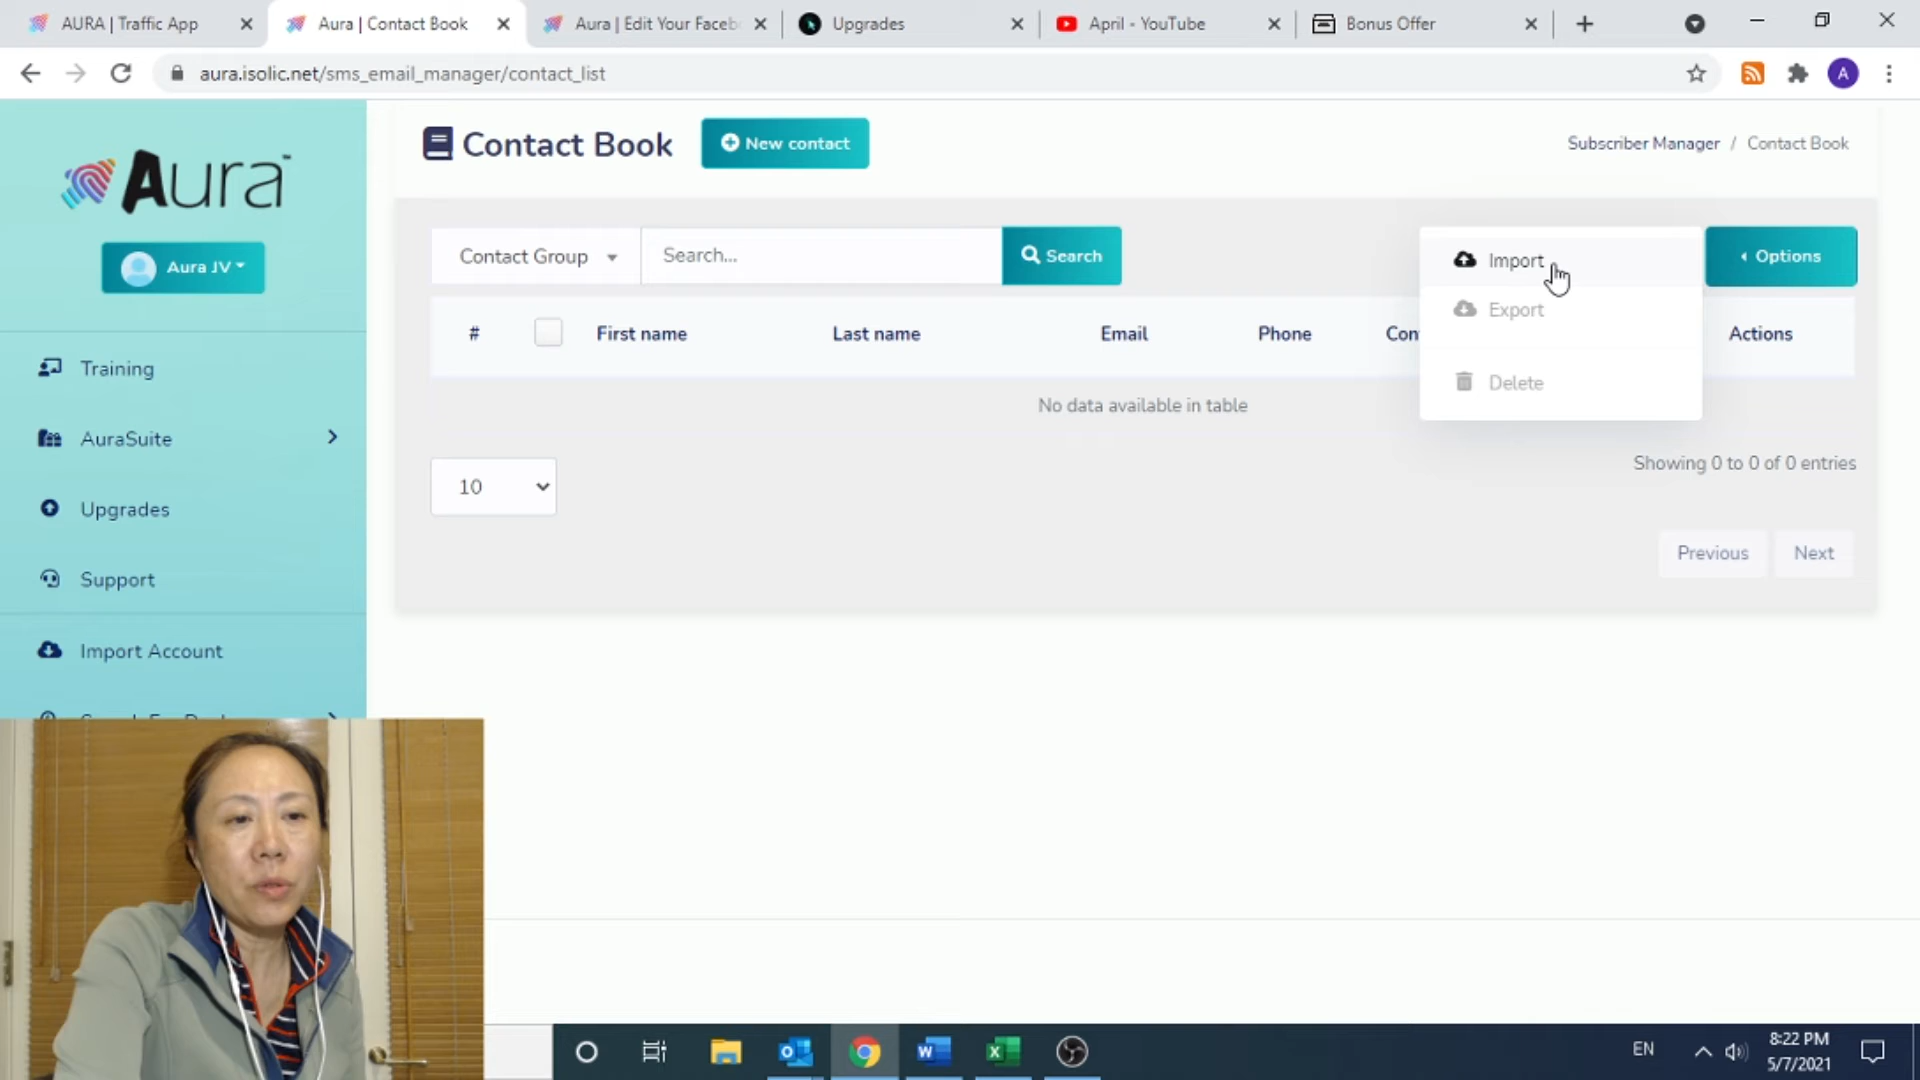 AURA | Traffic App
Aura | Contact Book
Aura | Edit Your Faceb
Upgrades
April - YouTube
Bonus Offer
aura.isolic.net/sms_email_manager/contact_list
A
Aura™
Aura JV
Training
AuraSuite
Upgrades
Support
Import Account
Contact Book
New contact
Subscriber Manager / Contact Book
Contact Group
Search...
Search
Import
Export
Delete
Options
# First name Last name Email Phone Con Actions
No data available in table
Showing 0 to 0 of 0 entries
10
Previous Next
EN
8:22 PM
5/7/2021